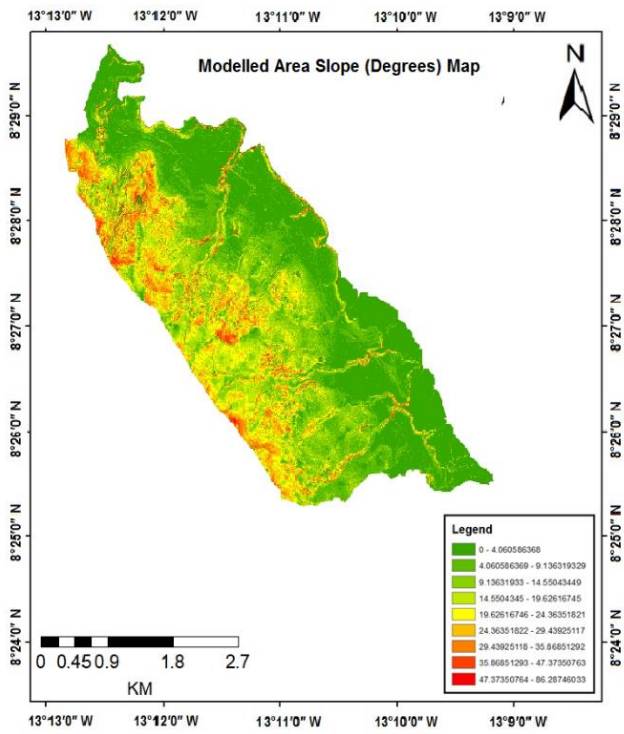 13°13'0" W 13°12'0" W 13°11'0" W 13°10'0" W 13°9'0" W
Modelled Area Slope (Degrees) Map
N
8°29'0" N 8°29'0" N
8°28'0" N 8°28'0" N
8°27'0" N 8°27'0" N
8°26'0" N 8°26'0" N
8°25'0" N 8°25'0" N
8°24'0" N 8°24'0" N
Legend
0 - 4.060586368
4.060586369 - 9.136319329
9.13631933 - 14.55043449
14.5504345 - 19.62616745
19.62616746 - 24.36351821
24.36351822 - 29.43925117
29.43925118 - 35.86851292
35.86851293 - 47.37350763
47.37350764 - 86.28746033
0 0.45 0.9 1.8 2.7
KM
13°13'0" W 13°12'0" W 13°11'0" W 13°10'0" W 13°9'0" W